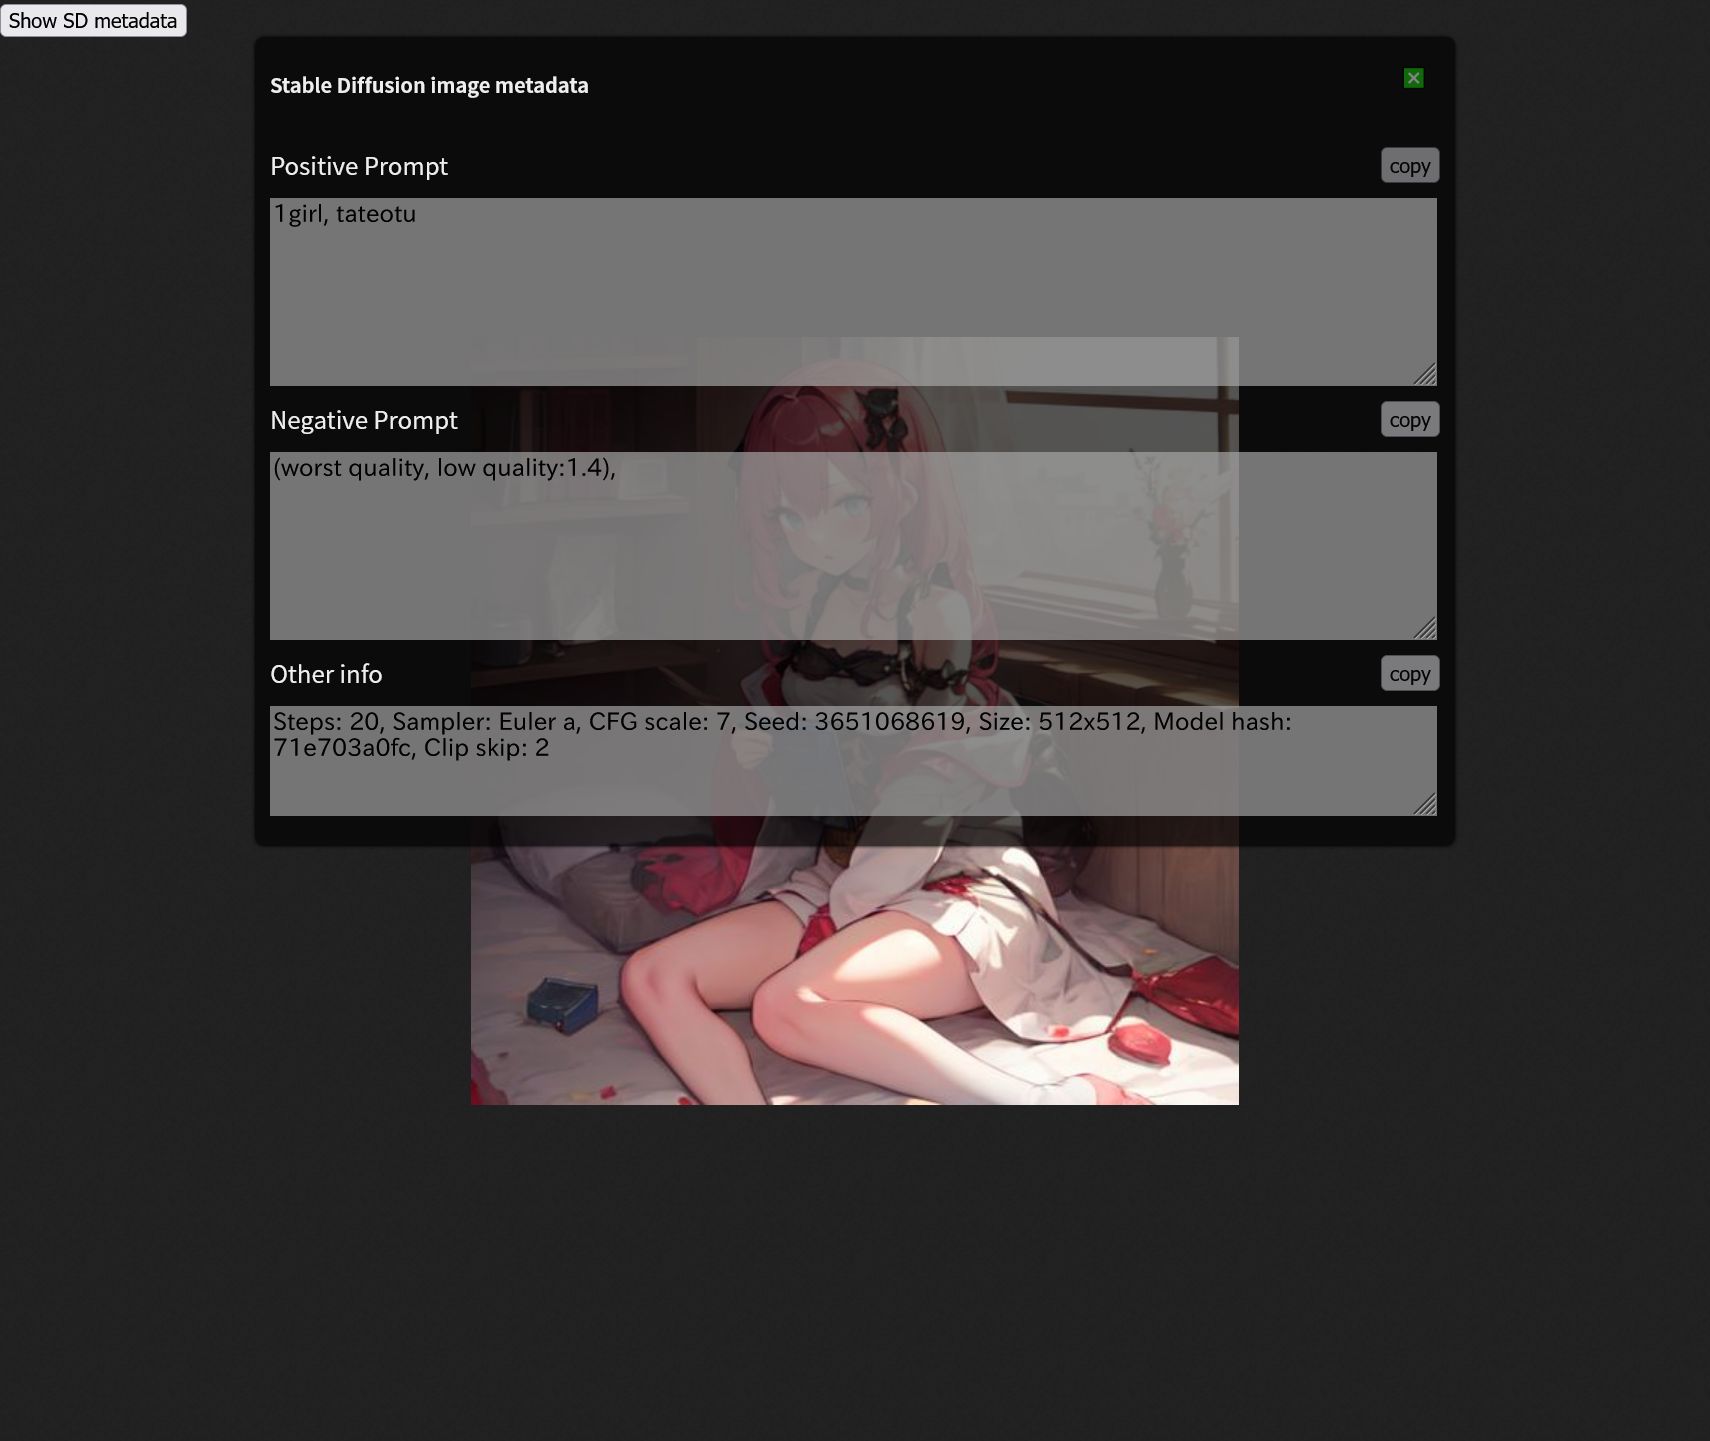 Show SD metadata
Stable Diffusion image metadata
Positive Prompt
copy
1girl, tateotu
Negative Prompt
copy
(worst quality, low quality:1.4),
Other info
copy
Steps: 20, Sampler: Euler a, CFG scale: 7, Seed: 3651068619, Size: 512x512, Model hash:
71e703a0fc, Clip skip: 2